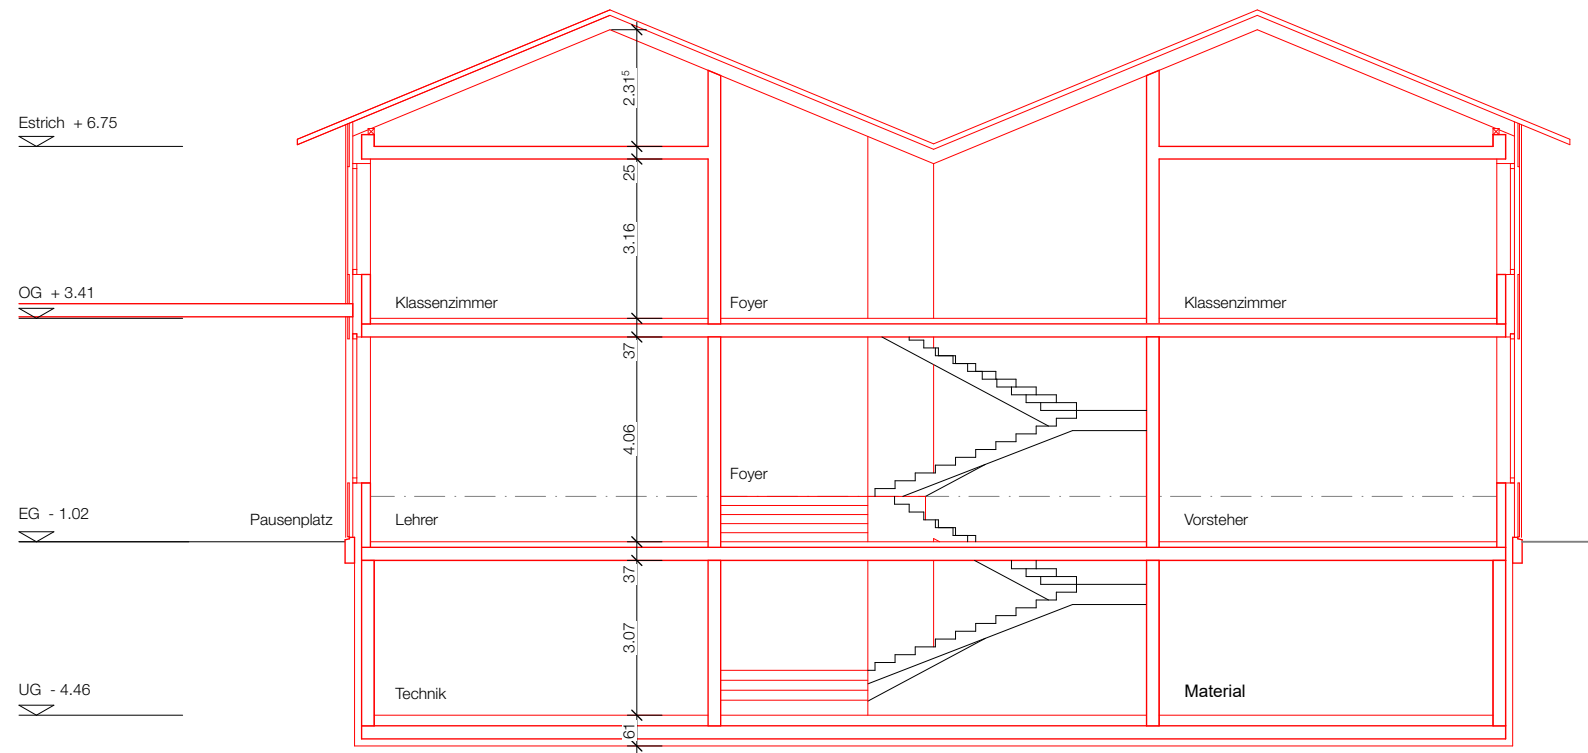 2.31⁵
Estrich + 6.75
25
3.16
OG + 3.41
Klassenzimmer
Foyer
Klassenzimmer
37
4.06
Foyer
EG - 1.02
Pausenplatz
Lehrer
Vorsteher
37
3.07
UG - 4.46
Technik
Material
61